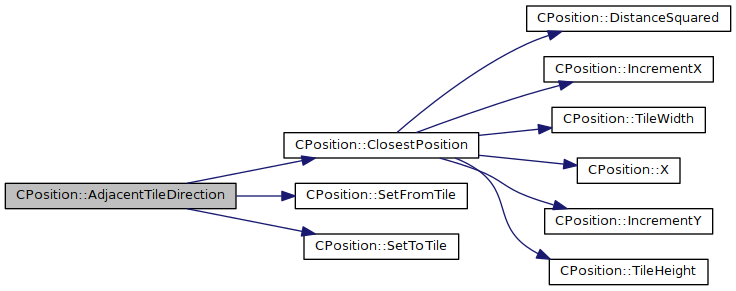 CPosition::AdjacentTileDirection
CPosition::ClosestPosition
CPosition::SetFromTile
CPosition::SetToTile
CPosition::DistanceSquared
CPosition::IncrementX
CPosition::TileWidth
CPosition::X
CPosition::IncrementY
CPosition::TileHeight